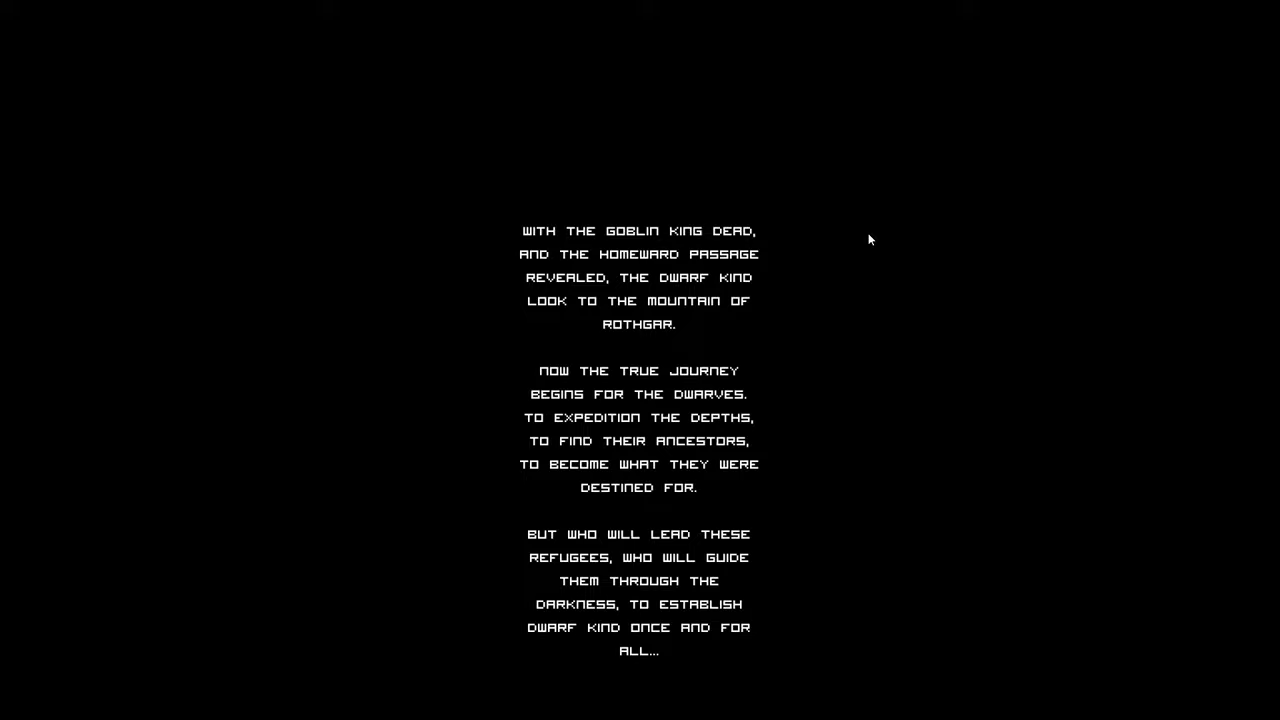 WITH THE GOBLIN KING DEAD,
AND THE HOMEWARD PASSAGE
REVEALED, THE DWARF KIND
LOOK TO THE MOUNTAIN OF
ROTHGAR.
NOW THE TRUE JOURNEY
BEGINS FOR THE DWARVES.
TO EXPEDITION THE DEPTHS,
TO FIND THEIR ANCESTORS,
TO BECOME WHAT THEY WERE
DESTINED FOR.
BUT WHO WILL LEAD THESE
REFUGEES, WHO WILL GUIDE
THEM THROUGH THE
DARKNESS, TO ESTABLISH
DWARF KIND ONCE AND FOR
ALL...